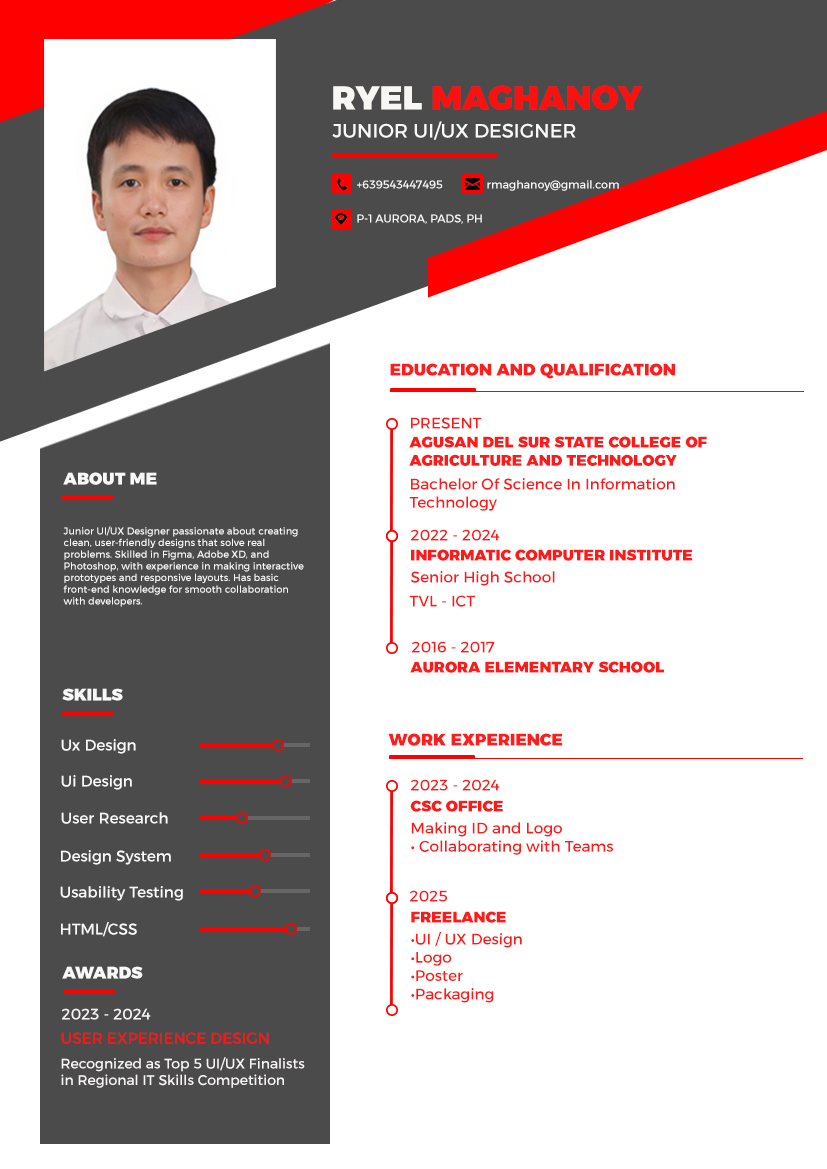 RYEL MAGHANOY
JUNIOR UI/UX DESIGNER
+639543447495 rmaghanoy@gmail.com
P-1 AURORA, PADS, PH
ABOUT ME
Junior UI/UX Designer passionate about creating
clean, user-friendly designs that solve real
problems. Skilled in Figma, Adobe XD, and
Photoshop, with experience in making interactive
prototypes and responsive layouts. Has basic
front-end knowledge for smooth collaboration
with developers.
SKILLS
Ux Design
Ui Design
User Research
Design System
Usability Testing
HTML/CSS
AWARDS
2023 - 2024
USER EXPERIENCE DESIGN
Recognized as Top 5 UI/UX Finalists
in Regional IT Skills Competition
EDUCATION AND QUALIFICATION
PRESENT
AGUSAN DEL SUR STATE COLLEGE OF
AGRICULTURE AND TECHNOLOGY
Bachelor Of Science In Information
Technology
2022 - 2024
INFORMATIC COMPUTER INSTITUTE
Senior High School
TVL - ICT
2016 - 2017
AURORA ELEMENTARY SCHOOL
WORK EXPERIENCE
2023 - 2024
CSC OFFICE
Making ID and Logo
• Collaborating with Teams
2025
FREELANCE
•UI / UX Design
•Logo
•Poster
•Packaging